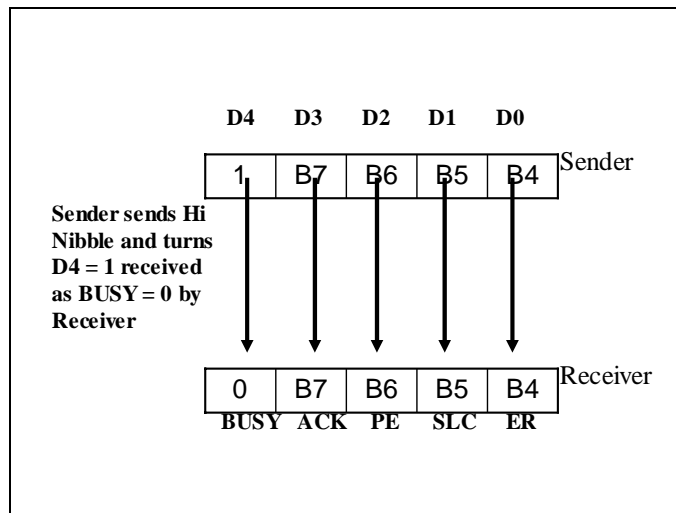 D4 D3 D2 D1 D0
1 B7 B6 B5 B4 Sender
Sender sends Hi
Nibble and turns
D4 = 1 received
as BUSY = 0 by
Receiver
0 B7 B6 B5 B4 Receiver
BUSY ACK PE SLC ER